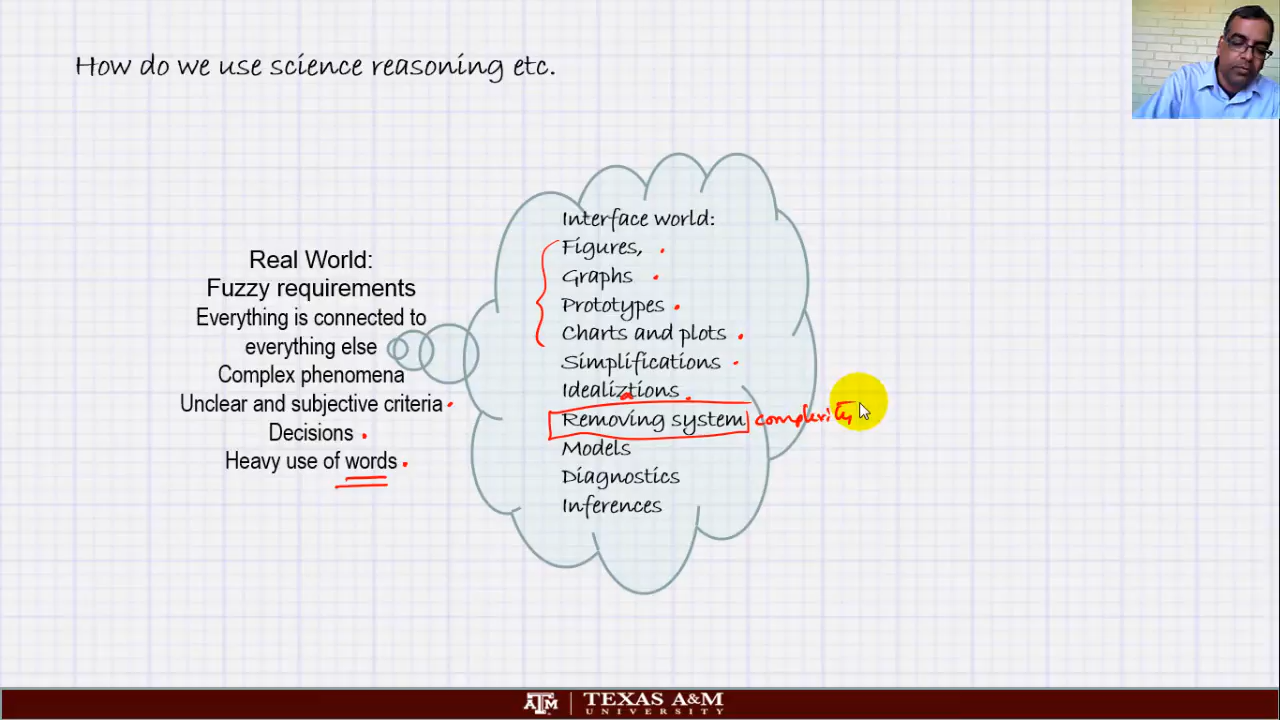 How do we use science reasoning etc.
Real World:
Fuzzy requirements
Everything is connected to
everything else
Complex phenomena
Unclear and subjective criteria
Decisions
Heavy use of words
Interface world:
Figures,
Graphs
Prototypes
Charts and plots
Simplifications
Idealiztions
a
Removing system complexity
Models
Diagnostics
Inferences
ATM | TEXAS A&M
UNIVERSITY